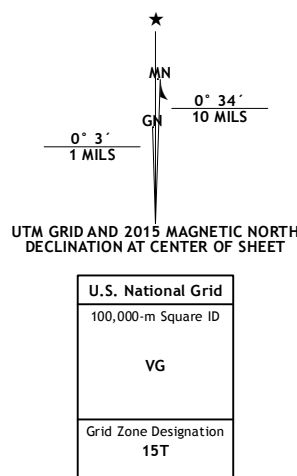 ★
MN
0° 34´
10 MILS
GN
0° 3´
1 MILS
UTM GRID AND 2015 MAGNETIC NORTH
DECLINATION AT CENTER OF SHEET
U.S. National Grid
100,000-m Square ID
VG
Grid Zone Designation
15T